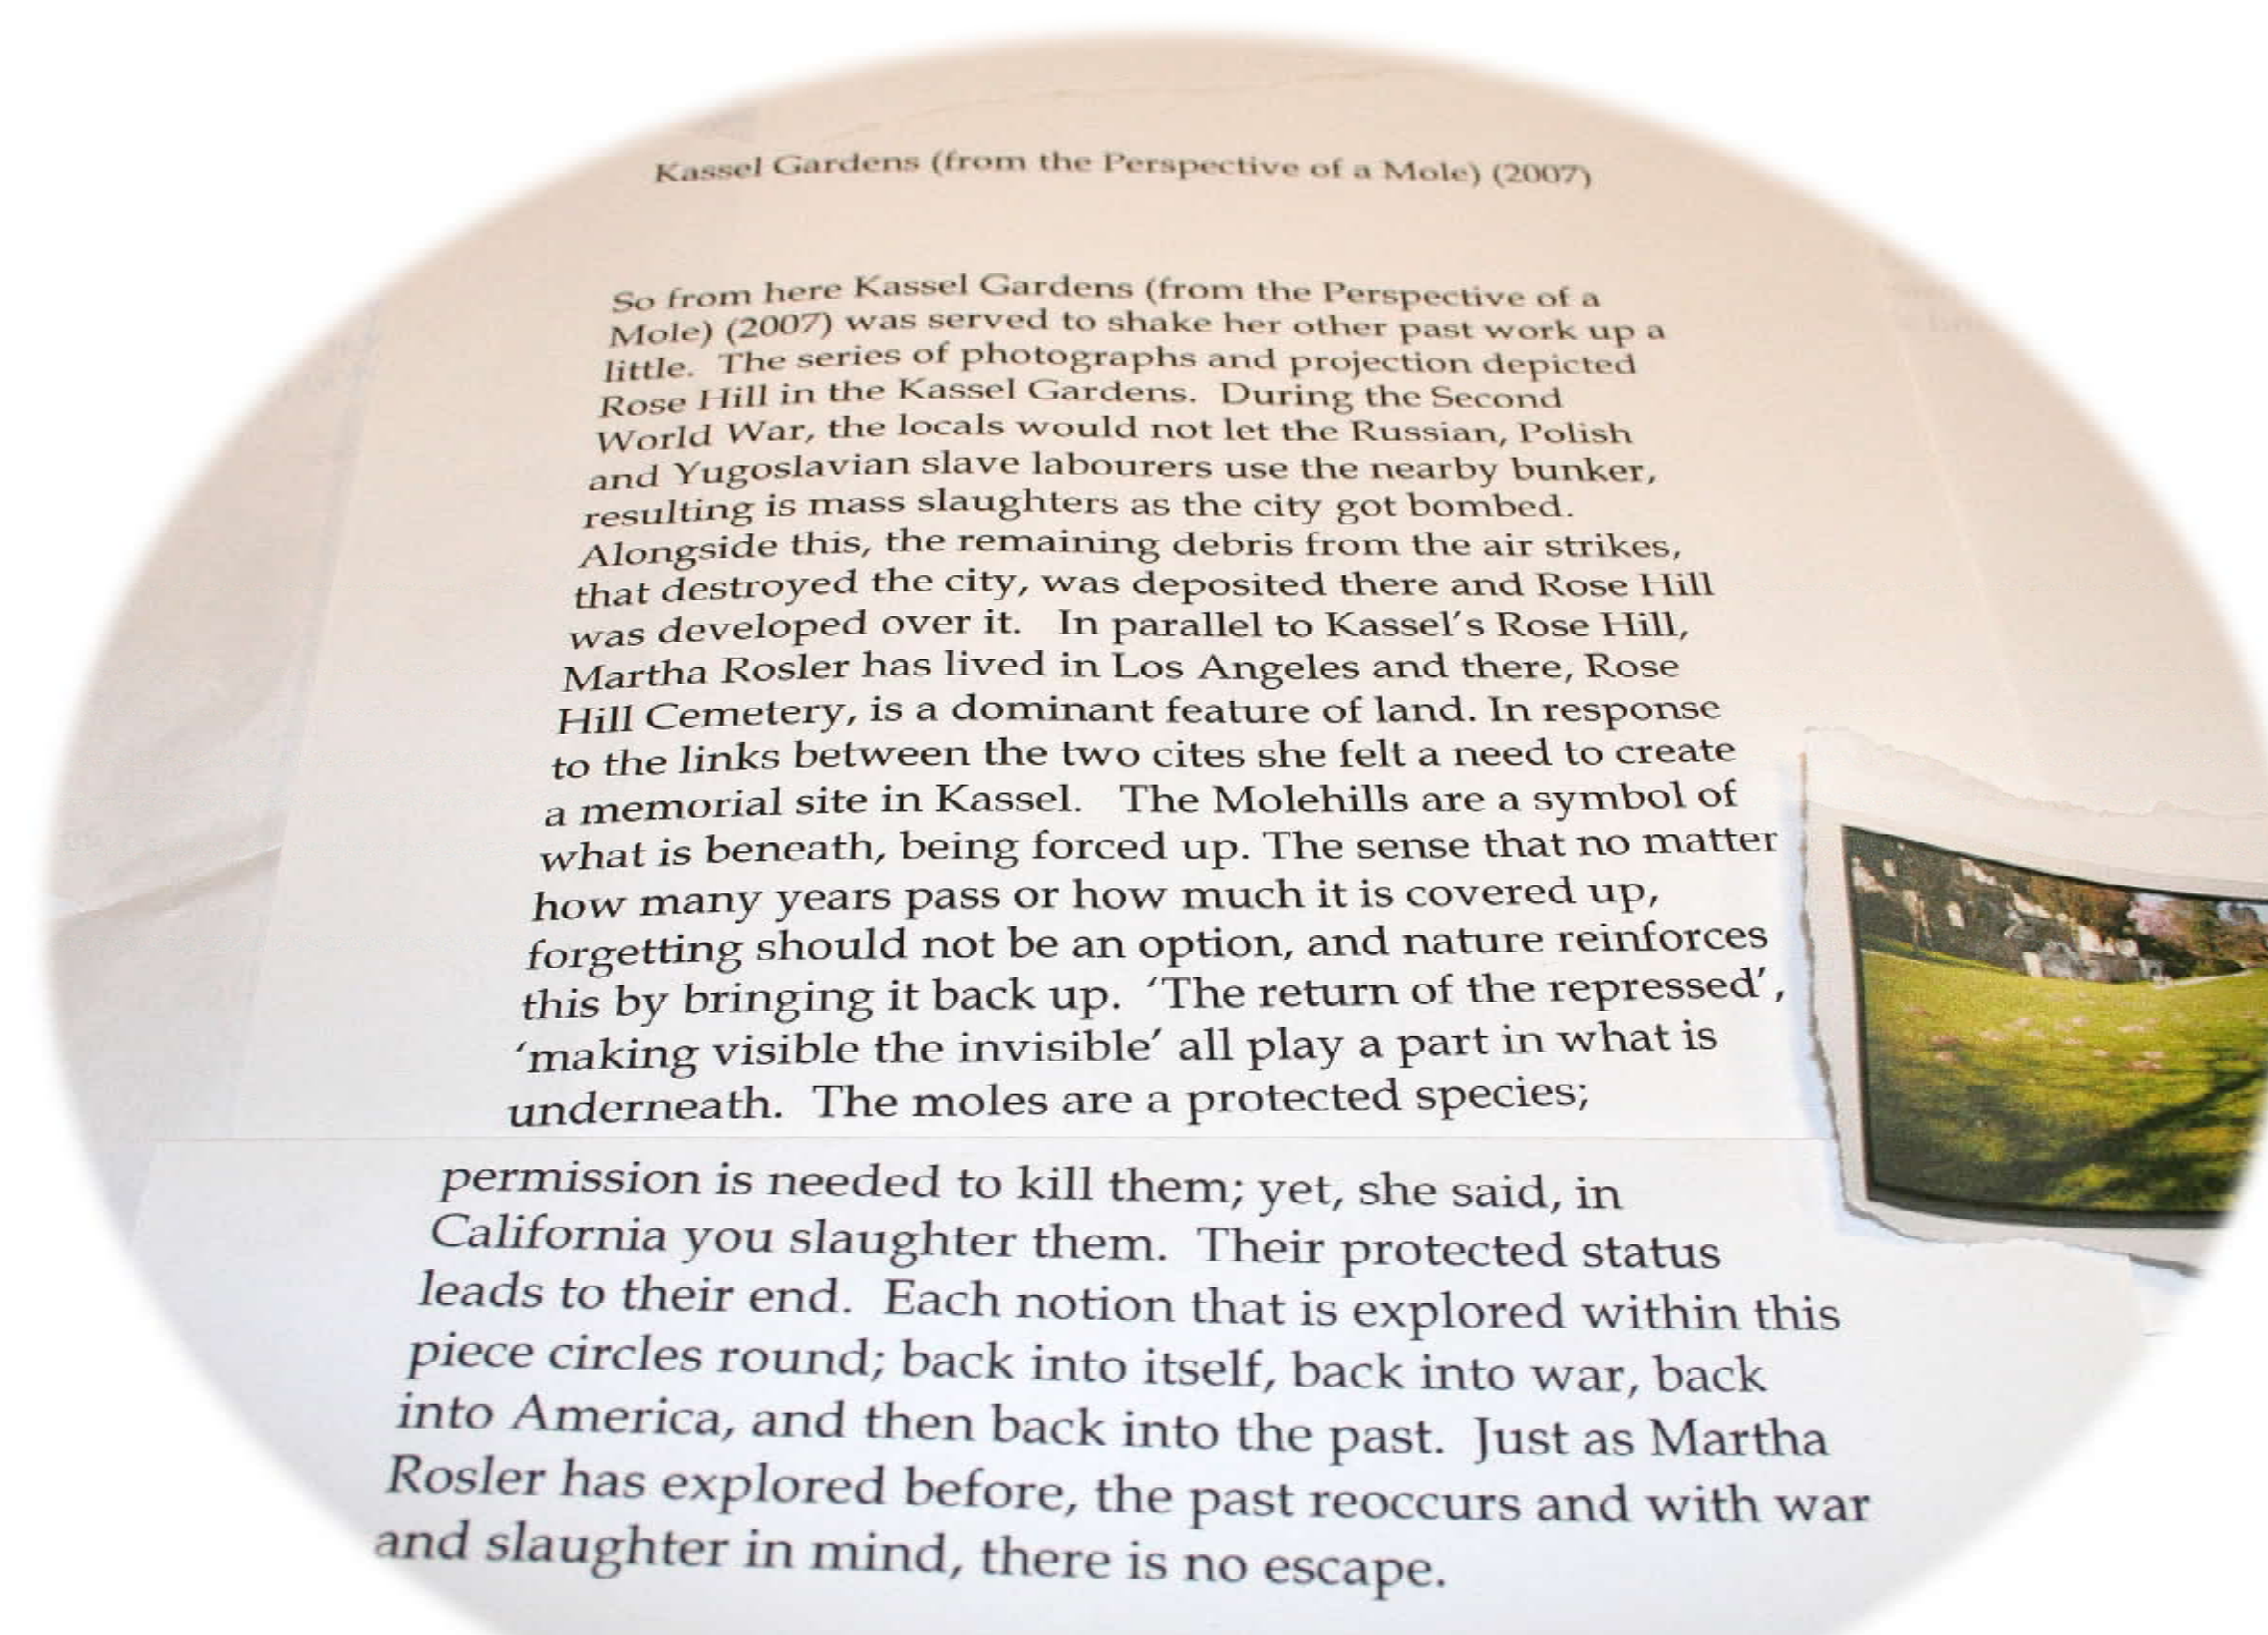 Kassel Gardens (from the Perspective of a Mole) (2007)
So from here Kassel Gardens (from the Perspective of a
Mole) (2007) was served to shake her other past work up a
little. The series of photographs and projection depicted
Rose Hill in the Kassel Gardens. During the Second
World War, the locals would not let the Russian, Polish
and Yugoslavian slave labourers use the nearby bunker,
resulting is mass slaughters as the city got bombed.
Alongside this, the remaining debris from the air strikes,
that destroyed the city, was deposited there and Rose Hill
was developed over it. In parallel to Kassel's Rose Hill,
Martha Rosler has lived in Los Angeles and there, Rose
Hill Cemetery, is a dominant feature of land. In response
to the links between the two cites she felt a need to create
a memorial site in Kassel. The Molehills are a symbol of
what is beneath, being forced up. The sense that no matter
how many years pass or how much it is covered up,
forgetting should not be an option, and nature reinforces
this by bringing it back up. 'The return of the repressed',
'making visible the invisible' all play a part in what is
underneath. The moles are a protected species;
permission is needed to kill them; yet, she said, in
California you slaughter them. Their protected status
leads to their end. Each notion that is explored within this
piece circles round; back into itself, back into war, back
into America, and then back into the past. Just as Martha
Rosler has explored before, the past reoccurs and with war
and slaughter in mind, there is no escape.